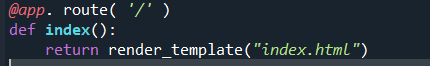 @app. route( '/' )
def index():
    return render_template("index.html")